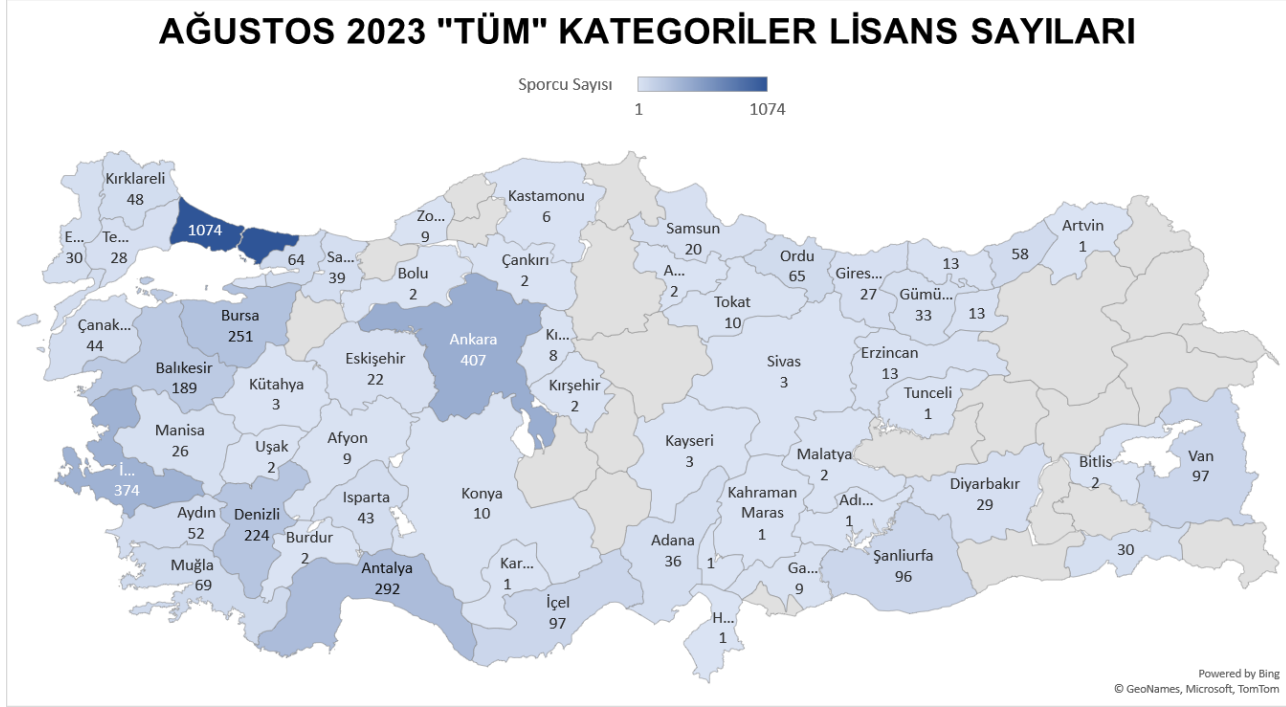 AĞUSTOS 2023 "TÜM" KATEGORİLER LİSANS SAYILARI
Sporcu Sayısı
1
1074
Kırklareli
48
E...
30
Te...
28
1074
64
Sa...
39
Zo...
9
Bolu
2
Kastamonu
6
Çankırı
2
Samsun
20
A...
2
Tokat
10
Ordu
65
Gires...
27
13
Gümü...
33
58
13
Artvin
1
Çanak...
44
Bursa
251
Balıkesir
189
Kütahya
3
Eskişehir
22
Ankara
407
Kı...
8
Kırşehir
2
Sivas
3
Erzincan
13
Tunceli
1
Manisa
26
Uşak
2
Afyon
9
İ...
374
Aydın
52
Denizli
224
Isparta
43
Burdur
2
Muğla
69
Antalya
292
Konya
10
Kar...
1
İçel
97
Kayseri
3
Adana
36
1
Kahraman
Maras
1
Malatya
2
Adı...
1
Ga...
9
H...
1
Şanlıurfa
96
Diyarbakır
29
Bitlis
2
Van
97
30
Powered by Bing
© GeoNames, Microsoft, TomTom